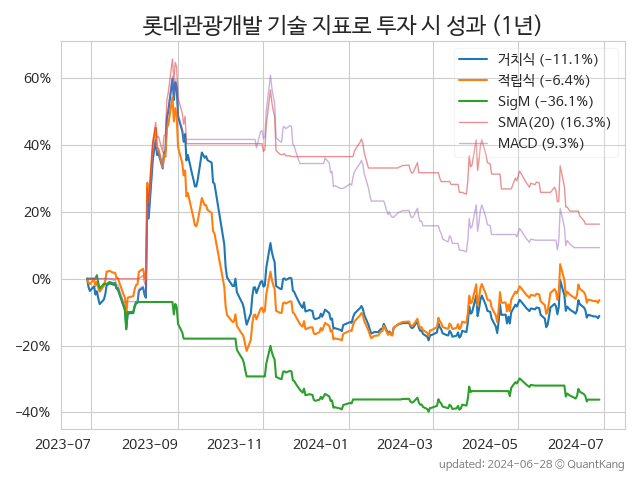 롯데관광개발 기술 지표로 투자 시 성과 (1년)
거치식 (−11.1%)
적립식 (−6.4%)
SigM (−36.1%)
SMA(20) (16.3%)
MACD (9.3%)
60%
40%
20%
0%
−20%
−40%
2023-07 2023-09 2023-11 2024-01 2024-03 2024-05 2024-07
updated: 2024-06-28 ⓒ QuantKang